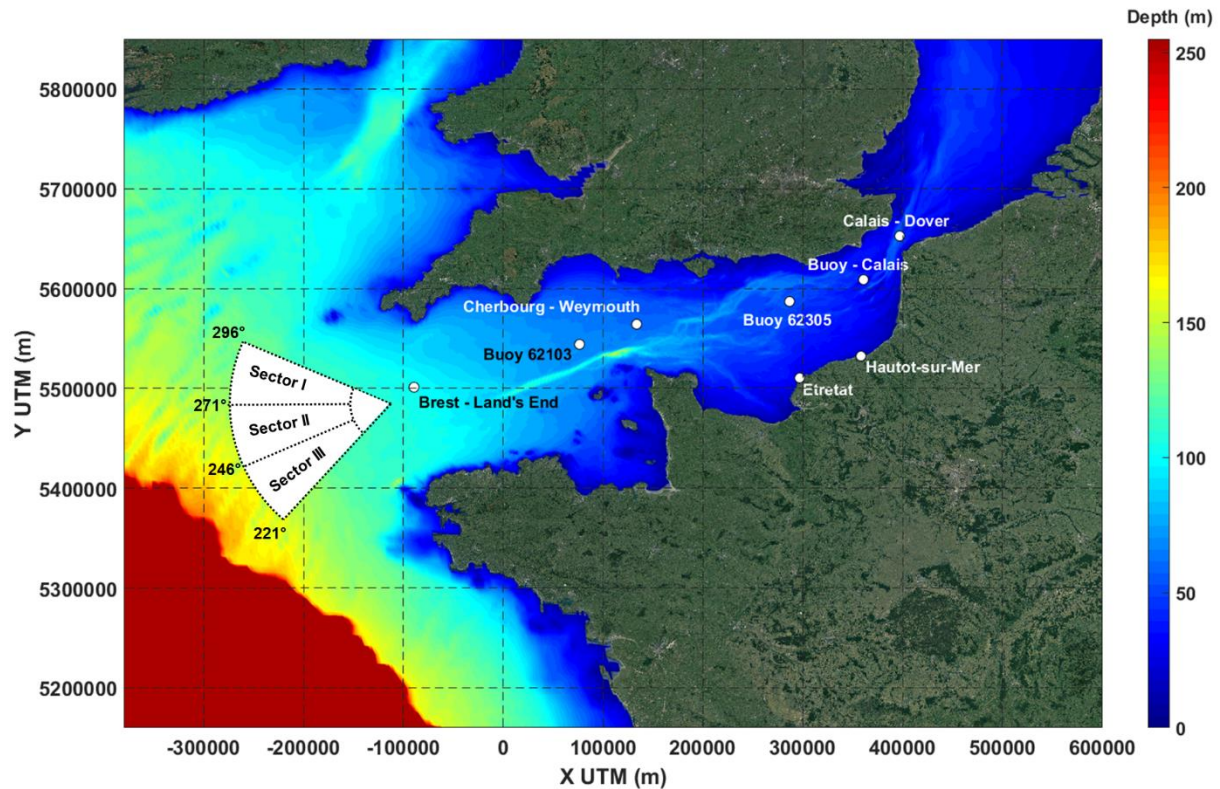 Depth (m)
250
200
150
100
50
0
5800000
5700000
5600000
5500000
5400000
5300000
5200000
Y UTM (m)
Calais - Dover
Buoy - Calais
Cherbourg - Weymouth
Buoy 62305
Buoy 62103
Hautot-sur-Mer
Etretat
Brest - Land's End
296°
Sector I
271°
Sector II
246°
Sector III
221°
-300000 -200000 -100000 0 100000 200000 300000 400000 500000 600000
X UTM (m)